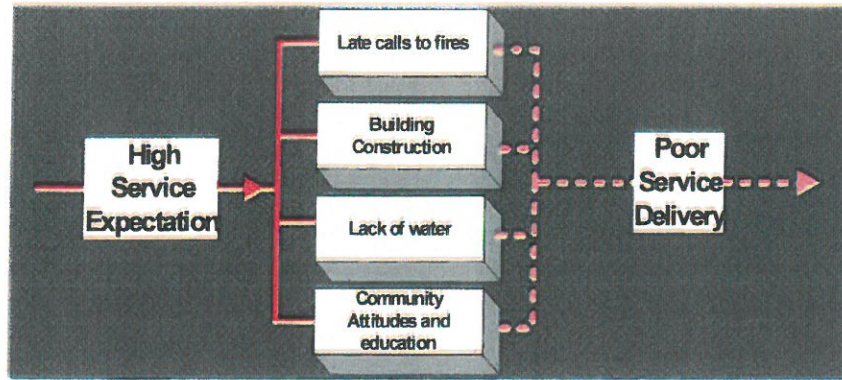 High
Service
Expectation
Late calls to fires
Building
Construction
Lack of water
Community
Attitudes and
education
Poor
Service
Delivery